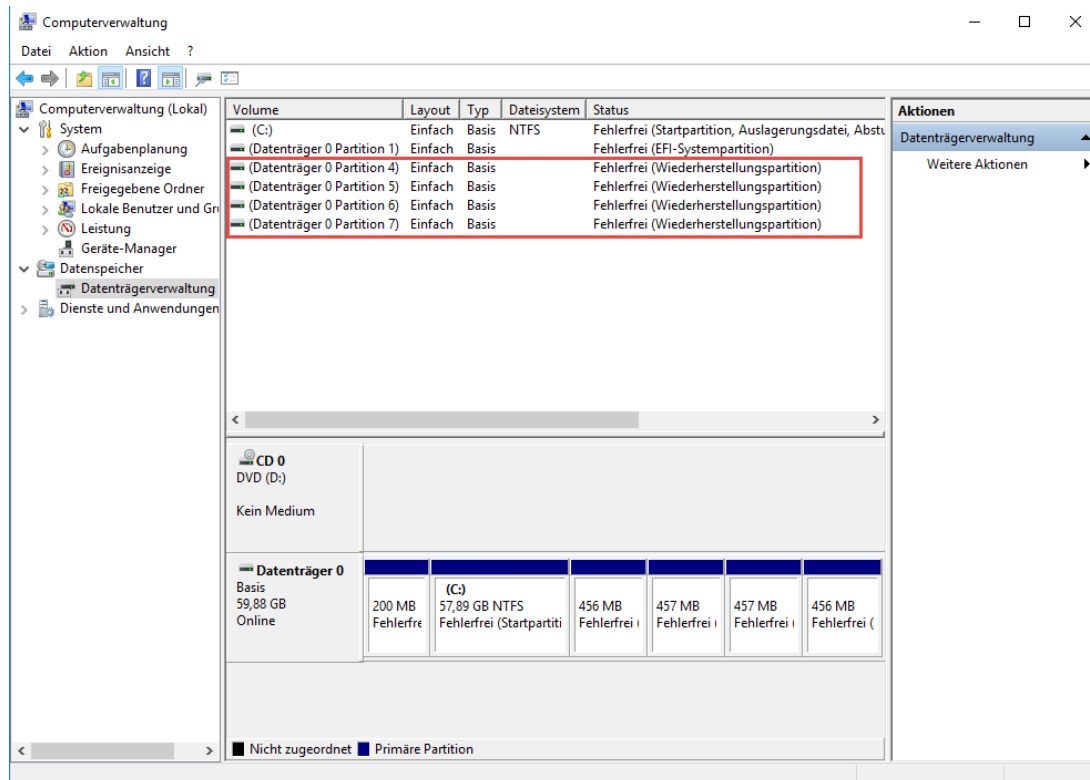 Computerverwaltung
Datei Aktion Ansicht ?
Computerverwaltung (Lokal)
System
Aufgabenplanung
Ereignisanzeige
Freigegebene Ordner
Lokale Benutzer und Gru
Leistung
Geräte-Manager
Datenspeicher
Datenträgerverwaltung
Dienste und Anwendungen
Volume Layout Typ Dateisystem Status
(C:) Einfach Basis NTFS Fehlerfrei (Startpartition, Auslagerungsdatei, Abstu
(Datenträger 0 Partition 1) Einfach Basis Fehlerfrei (EFI-Systempartition)
(Datenträger 0 Partition 4) Einfach Basis Fehlerfrei (Wiederherstellungspartition)
(Datenträger 0 Partition 5) Einfach Basis Fehlerfrei (Wiederherstellungspartition)
(Datenträger 0 Partition 6) Einfach Basis Fehlerfrei (Wiederherstellungspartition)
(Datenträger 0 Partition 7) Einfach Basis Fehlerfrei (Wiederherstellungspartition)
CD 0
DVD (D:)
Kein Medium
Datenträger 0
Basis
59,88 GB
Online
200 MB
Fehlerfre
(C:)
57,89 GB NTFS
Fehlerfrei (Startpartiti
456 MB
Fehlerfrei (
457 MB
Fehlerfrei (
457 MB
Fehlerfrei (
456 MB
Fehlerfrei (
Nicht zugeordnet Primäre Partition
Aktionen
Datenträgerverwaltung
Weitere Aktionen